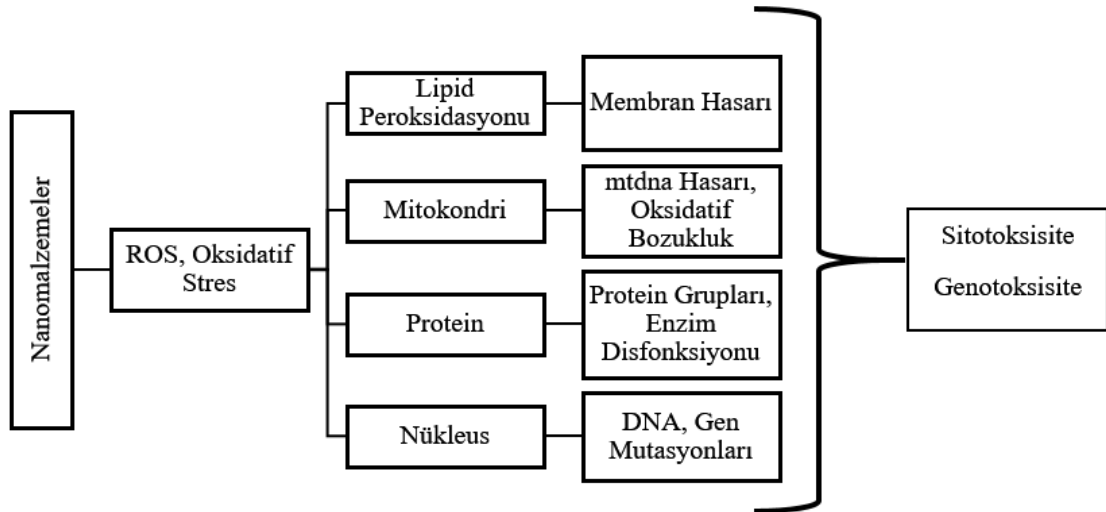 Nanomalzemeler
ROS, Oksidatif
Stres
Lipid
Peroksidasyonu
Membran Hasarı
Mitokondri
mtdna Hasarı,
Oksidatif
Bozukluk
Protein
Protein Grupları,
Enzim
Disfonksiyonu
Nükleus
DNA, Gen
Mutasyonları
Sitotoksisite
Genotoksisite